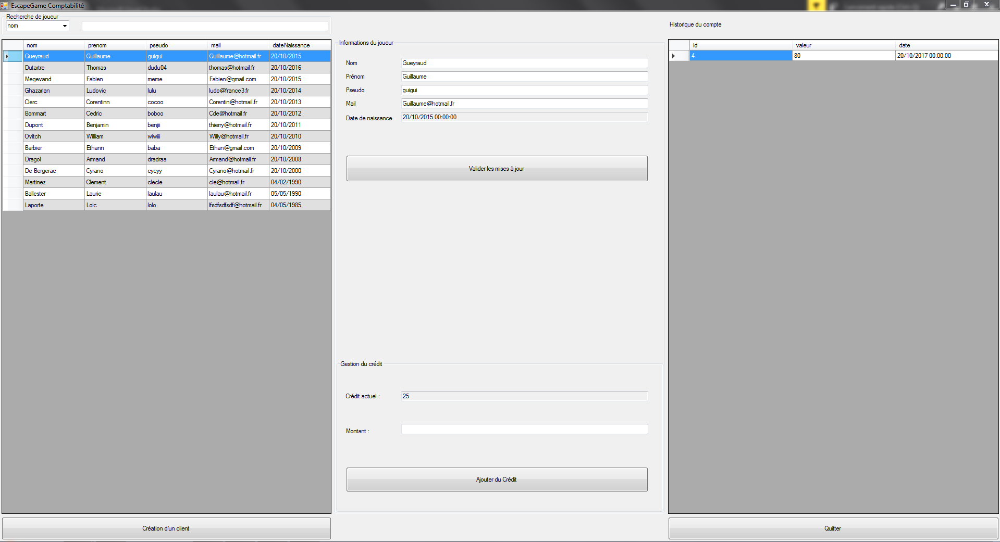 EscapeGame Comptabilité
Recherche de joueur
nom
nom prenom pseudo mail dateNaissance
Gueyraud Guillaume guigui Guillaume@hotmail.fr 20/10/2015
Dutartre Thomas dudu04 thomas@hotmail.fr 20/10/2016
Megevand Fabien meme Fabien@gmail.com 20/10/2015
Ghazarian Ludovic lulu ludo@france3.fr 20/10/2014
Clerc Corentinn cocoo Corentin@hotmail.fr 20/10/2013
Bommart Cedric boboo Cde@hotmail.fr 20/10/2012
Dupont Benjamin benjii thierry@hotmail.fr 20/10/2011
Ovitch William wiwiii Willy@hotmail.fr 20/10/2010
Barbier Ethann baba Ethan@gmail.com 20/10/2009
Dragol Armand dradraa Armand@hotmail.fr 20/10/2008
De Bergerac Cyrano cycyy Cyrano@hotmail.fr 20/10/2000
Martinez Clement clecle cle@hotmail.fr 04/02/1990
Ballester Laurie laulau laulau@hotmail.fr 05/05/1990
Laporte Loic lolo lfsdfsdfsdf@hotmail.fr 04/05/1985
Création d'un client
Informations du joueur
Nom Gueyraud
Prénom Guillaume
Pseudo guigui
Mail Guillaume@hotmail.fr
Date de naissance 20/10/2015 00:00:00
Valider les mises à jour
Gestion du crédit
Crédit actuel : 25
Montant :
Ajouter du Crédit
Historique du compte
id valeur date
4 80 20/10/2017 00:00:00
Quitter